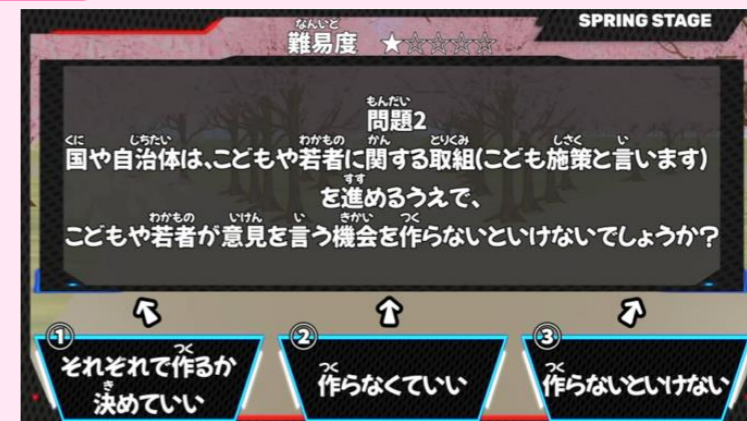 SPRING STAGE
なんいど
難易度 ★☆☆☆☆
もんだい
問題2
くに じちたい わかもの かん とりくみ しさく い
国や自治体は、こどもや若者に関する取組(こども施策と言います)
すす
を進めるうえで、
わかもの いけん い きかい つく
こどもや若者が意見を言う機会を作らないといけないでしょうか?
①
つく
それぞれで作るか
き
決めていい
②
つく
作らなくていい
③
つく
作らないといけない